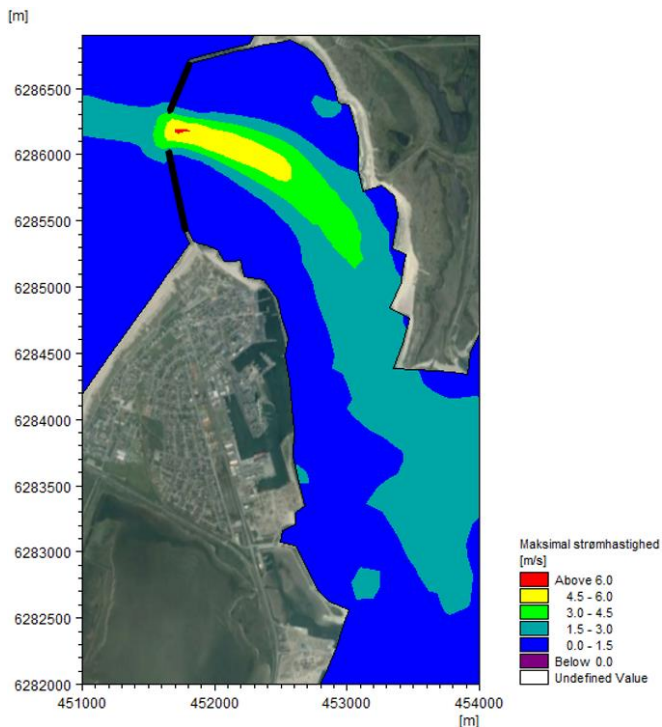 [m]
6286500
6286000
6285500
6285000
6284500
6284000
6283500
6283000
6282500
6282000
451000 452000 453000 454000
[m]
Maksimal strømhastighed
[m/s]
Above 6.0
4.5 - 6.0
3.0 - 4.5
1.5 - 3.0
0.0 - 1.5
Below 0.0
Undefined Value